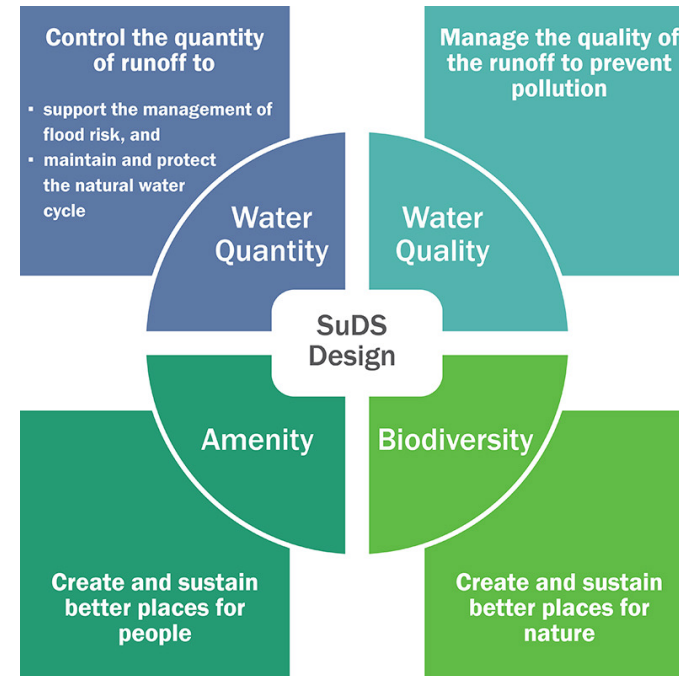 Control the quantity
of runoff to
▪ support the management of
flood risk, and
▪ maintain and protect
the natural water
cycle
Manage the quality of
the runoff to prevent
pollution
Water
Quantity
Water
Quality
SuDS
Design
Amenity
Biodiversity
Create and sustain
better places for
people
Create and sustain
better places for
nature